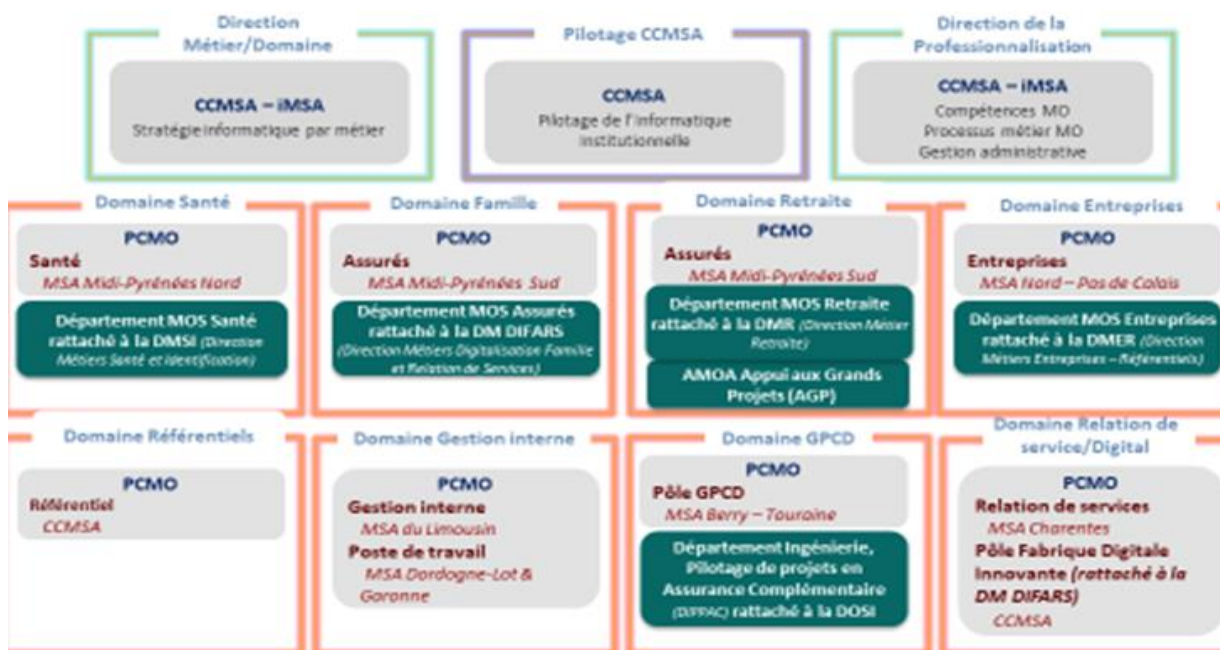 Direction
Métier/Domaine
CCMSA – iMSA
Stratégie informatique par métier
Pilotage CCMSA
CCMSA
Pilotage de l'Informatique
Institutionnelle
Direction de la
Professionnalisation
CCMSA – iMSA
Compétences MO
Processus métier MO
Gestion administrative
Domaine Santé
PCMO
Santé
MSA Midi-Pyrénées Nord
Département MOS Santé
rattaché à la DMSI (Direction
Métiers Santé et Identification)
Domaine Famille
PCMO
Assurés
MSA Midi-Pyrénées Sud
Département MOS Assurés
rattaché à la DM DIFARS
(Direction Métiers Digitalisation Famille
et Relation de Services)
Domaine Retraite
PCMO
Assurés
MSA Midi-Pyrénées Sud
Département MOS Retraite
rattaché à la DMR (Direction Métier
Retraite)
AMOA Appui aux Grands
Projets (AGP)
Domaine Entreprises
PCMO
Entreprises
MSA Nord – Pas de Calais
Département MOS Entreprises
rattaché à la DMER (Direction
Métiers Entreprises – Référentiels)
Domaine Référentiels
PCMO
Référentiel
CCMSA
Domaine Gestion interne
PCMO
Gestion interne
MSA du Limousin
Poste de travail
MSA Dordogne-Lot &
Garonne
Domaine GPCD
PCMO
Pôle GPCD
MSA Berry – Touraine
Département Ingénierie,
Pilotage de projets en
Assurance Complémentaire
(DIPPAC) rattaché à la DOSI
Domaine Relation de
service/Digital
PCMO
Relation de services
MSA Charentes
Pôle Fabrique Digitale
Innovante (rattaché à la
DM DIFARS)
CCMSA